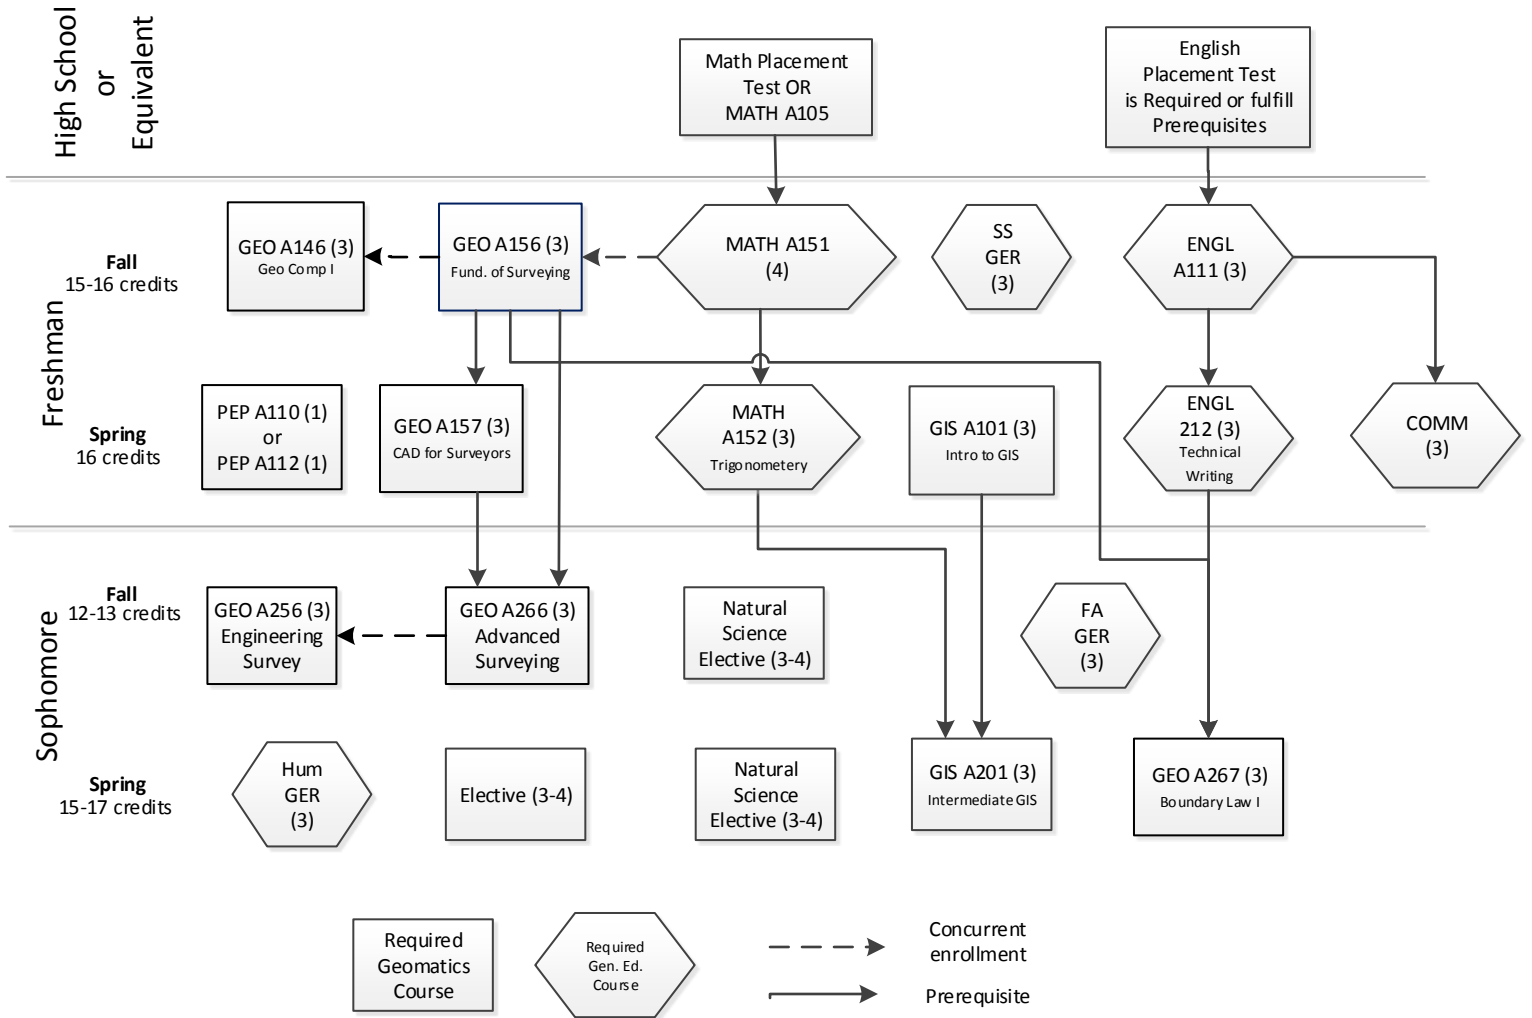 High School
or
Equivalent
Math Placement
Test OR
MATH A105
English
Placement Test
is Required or fulfill
Prerequisites
Freshman
Fall
15-16 credits
GEO A146 (3)
Geo Comp I
GEO A156 (3)
Fund. of Surveying
MATH A151
(4)
SS
GER
(3)
ENGL
A111 (3)
Spring
16 credits
PEP A110 (1)
or
PEP A112 (1)
GEO A157 (3)
CAD for Surveyors
MATH
A152 (3)
Trigonometery
GIS A101 (3)
Intro to GIS
ENGL
212 (3)
Technical
Writing
COMM
(3)
Sophomore
Fall
12-13 credits
GEO A256 (3)
Engineering
Survey
GEO A266 (3)
Advanced
Surveying
Natural
Science
Elective (3-4)
FA
GER
(3)
Spring
15-17 credits
Hum
GER
(3)
Elective (3-4)
Natural
Science
Elective (3-4)
GIS A201 (3)
Intermediate GIS
GEO A267 (3)
Boundary Law I
Required
Geomatics
Course
Required
Gen. Ed.
Course
Concurrent
enrollment
Prerequisite